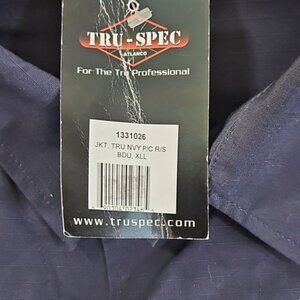 TRU-SPEC
ATLANCO
For The Tru Professional
1331026
JKT, TRU NVY P/C R/S
BDU, XLL
www.truspec.com